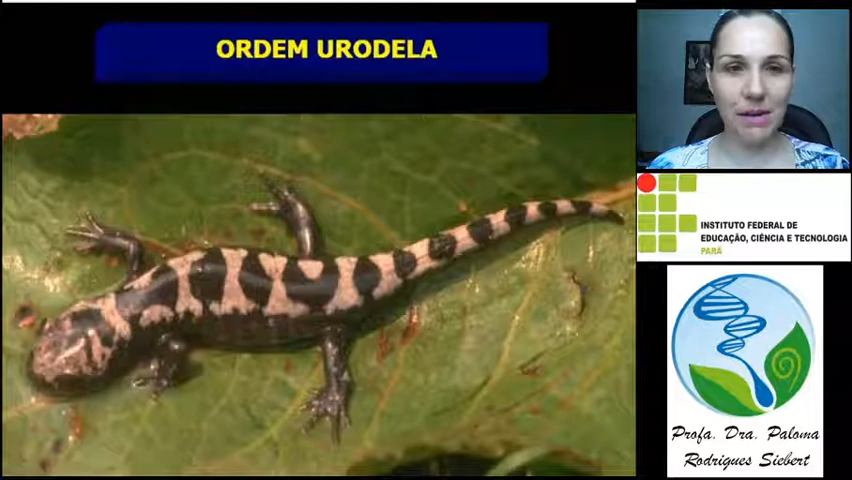 ORDEM URODELA
INSTITUTO FEDERAL DE
EDUCAÇÃO, CIÊNCIA E TECNOLOGIA
PARÁ
Profa. Dra. Paloma
Rodrigues Siebert